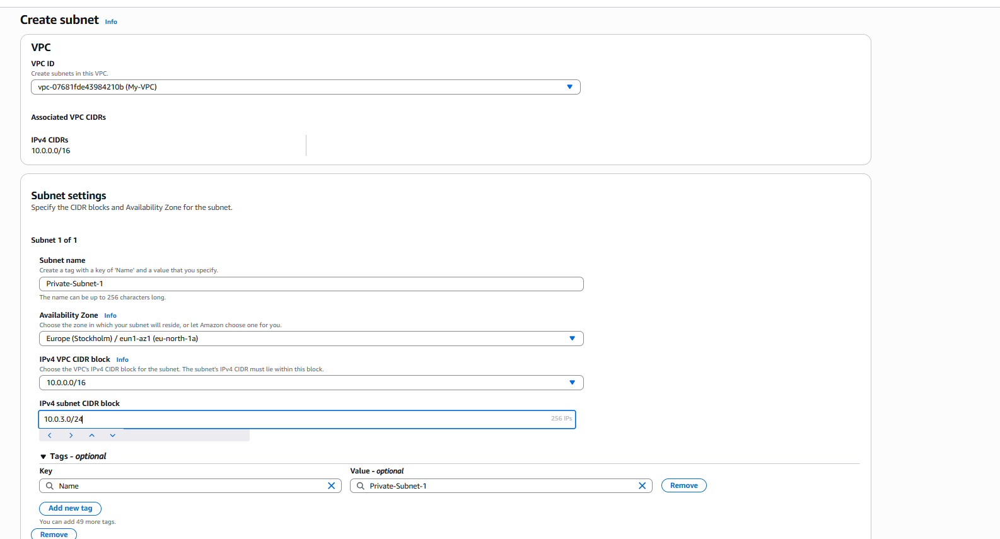 Create subnet Info
VPC
VPC ID
Create subnets in this VPC.
vpc-07681fde43984210b (My-VPC)
Associated VPC CIDRs
IPv4 CIDRs
10.0.0.0/16
Subnet settings
Specify the CIDR blocks and Availability Zone for the subnet.
Subnet 1 of 1
Subnet name
Create a tag with a key of 'Name' and a value that you specify.
Private-Subnet-1
The name can be up to 256 characters long.
Availability Zone Info
Choose the zone in which your subnet will reside, or let Amazon choose one for you.
Europe (Stockholm) / eun1-az1 (eu-north-1a)
IPv4 VPC CIDR block Info
Choose the VPC's IPv4 CIDR block for the subnet. The subnet's IPv4 CIDR must lie within this block.
10.0.0.0/16
IPv4 subnet CIDR block
10.0.3.0/24 256 IPs
Tags - optional
Key Value - optional
Name Private-Subnet-1 Remove
Add new tag
You can add 49 more tags.
Remove